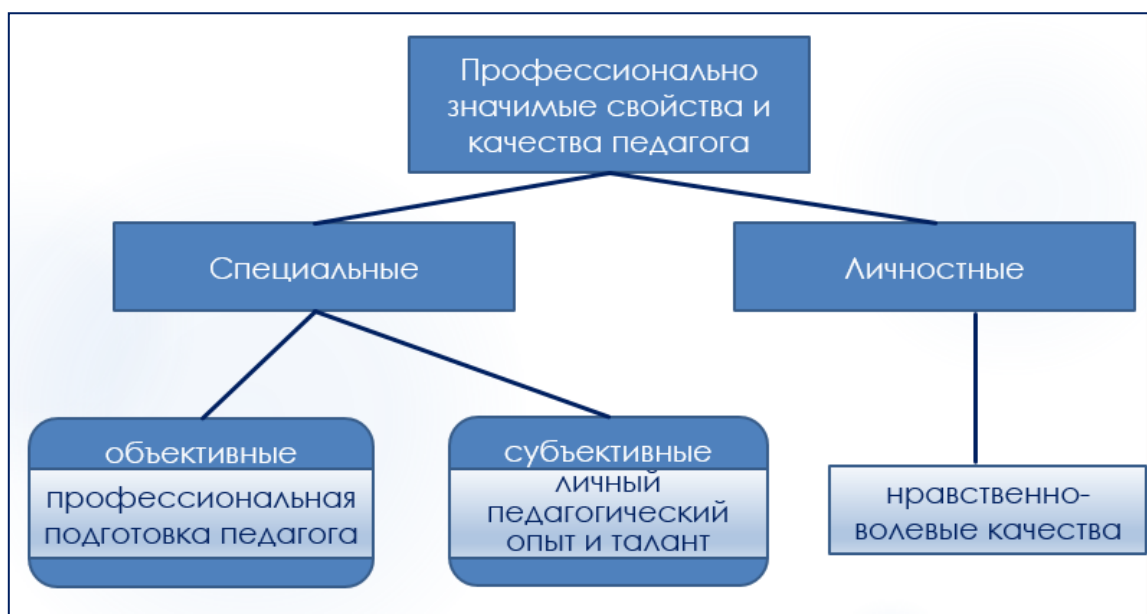 Профессионально
значимые свойства и
качества педагога
Специальные
Личностные
объективные
профессиональная
подготовка педагога
субъективные
личный
педагогический
опыт и талант
нравственно-
волевые качества